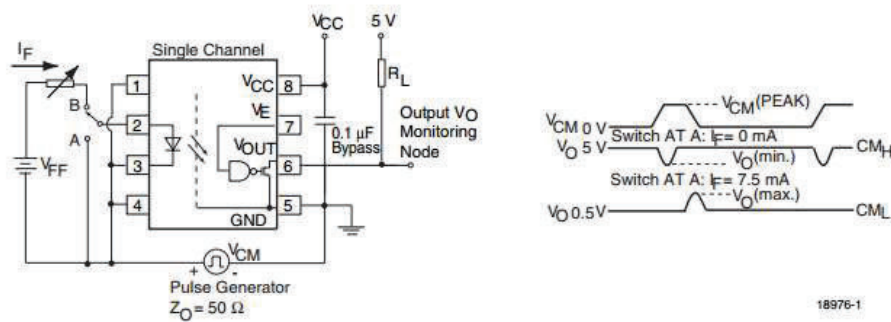 Single Channel
VCC
5 V
IF
B
A
VFF
1
2
3
4
VCC
VE
VOUT
GND
8
7
6
5
0.1 µF
Bypass
RL
Output VO
Monitoring
Node
VCM
+ -
Pulse Generator
ZO = 50 Ω
VCM 0 V
VCM (PEAK)
Switch AT A: IF = 0 mA
VO 5 V
CMH
VO (min.)
Switch AT A: IF = 7.5 mA
VO (max.)
VO 0.5 V
CML
18976-1